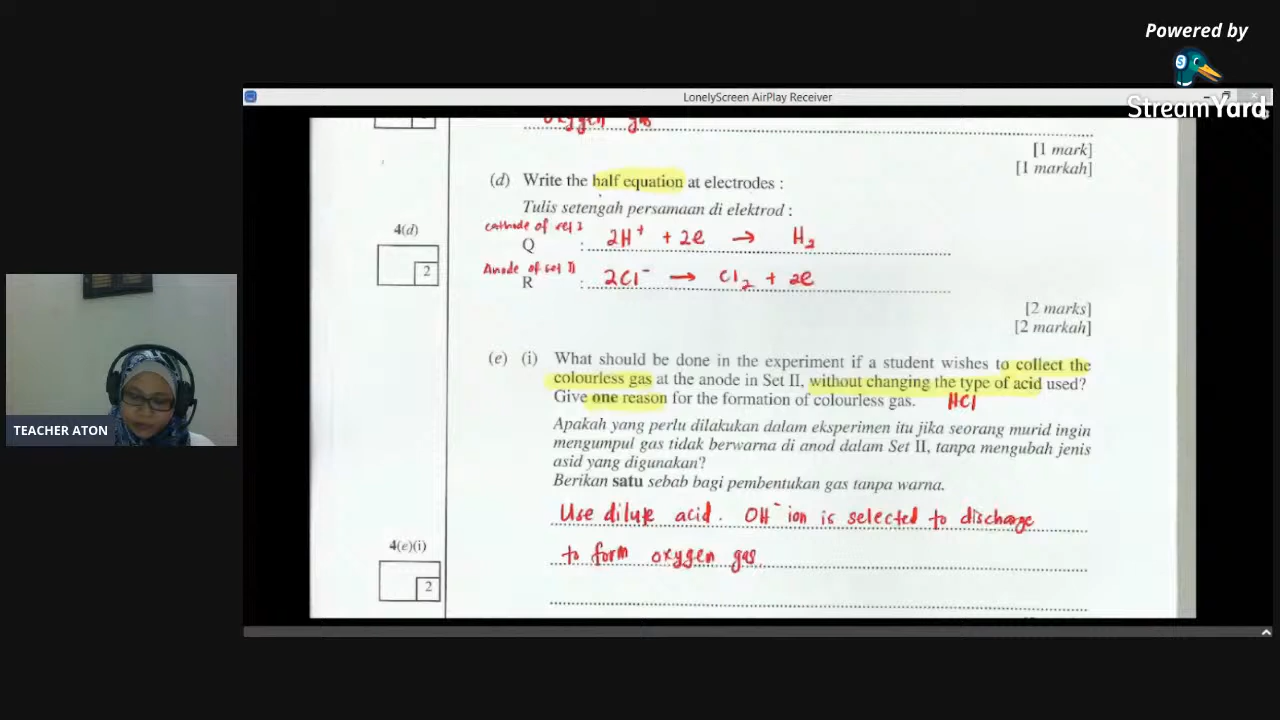 Powered by
StreamYard
LonelyScreen AirPlay Receiver
oxygen gas
[1 mark]
[1 markah]
(d) Write the half equation at electrodes :
Tulis setengah persamaan di elektrod :
4(d)
2
cathode of set I
Q : 2H⁺ + 2e → H₂
Anode of set II
R : 2Cl⁻ → Cl₂ + 2e
[2 marks]
[2 markah]
(e) (i) What should be done in the experiment if a student wishes to collect the
colourless gas at the anode in Set II, without changing the type of acid used?
Give one reason for the formation of colourless gas. HCl
Apakah yang perlu dilakukan dalam eksperimen itu jika seorang murid ingin
mengumpul gas tidak berwarna di anod dalam Set II, tanpa mengubah jenis
asid yang digunakan?
Berikan satu sebab bagi pembentukan gas tanpa warna.
Use dilute acid. OH⁻ ion is selected to discharge
to form oxygen gas
4(e)(i)
2
TEACHER ATON